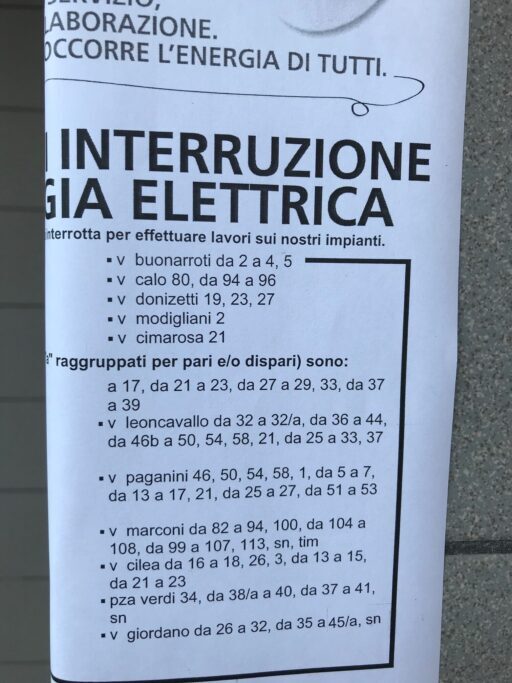 SERVIZIO,
LABORAZIONE.
OCCORRE L'ENERGIA DI TUTTI.
INTERRUZIONE
GIA ELETTRICA
interrotta per effettuare lavori sui nostri impianti.
▪ v buonarroti da 2 a 4, 5
▪ v calo 80, da 94 a 96
▪ v donizetti 19, 23, 27
▪ v modigliani 2
▪ v cimarosa 21
" raggruppati per pari e/o dispari) sono:
a 17, da 21 a 23, da 27 a 29, 33, da 37
a 39
▪ v leoncavallo da 32 a 32/a, da 36 a 44,
da 46b a 50, 54, 58, 21, da 25 a 33, 37
▪ v paganini 46, 50, 54, 58, 1, da 5 a 7,
da 13 a 17, 21, da 25 a 27, da 51 a 53
▪ v marconi da 82 a 94, 100, da 104 a
108, da 99 a 107, 113, sn, tim
▪ v cilea da 16 a 18, 26, 3, da 13 a 15,
da 21 a 23
▪ pza verdi 34, da 38/a a 40, da 37 a 41,
sn
▪ v giordano da 26 a 32, da 35 a 45/a, sn